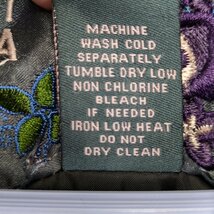 MACHINE
WASH COLD
SEPARATELY
TUMBLE DRY LOW
NON CHLORINE
BLEACH
IF NEEDED
IRON LOW HEAT
DO NOT
DRY CLEAN